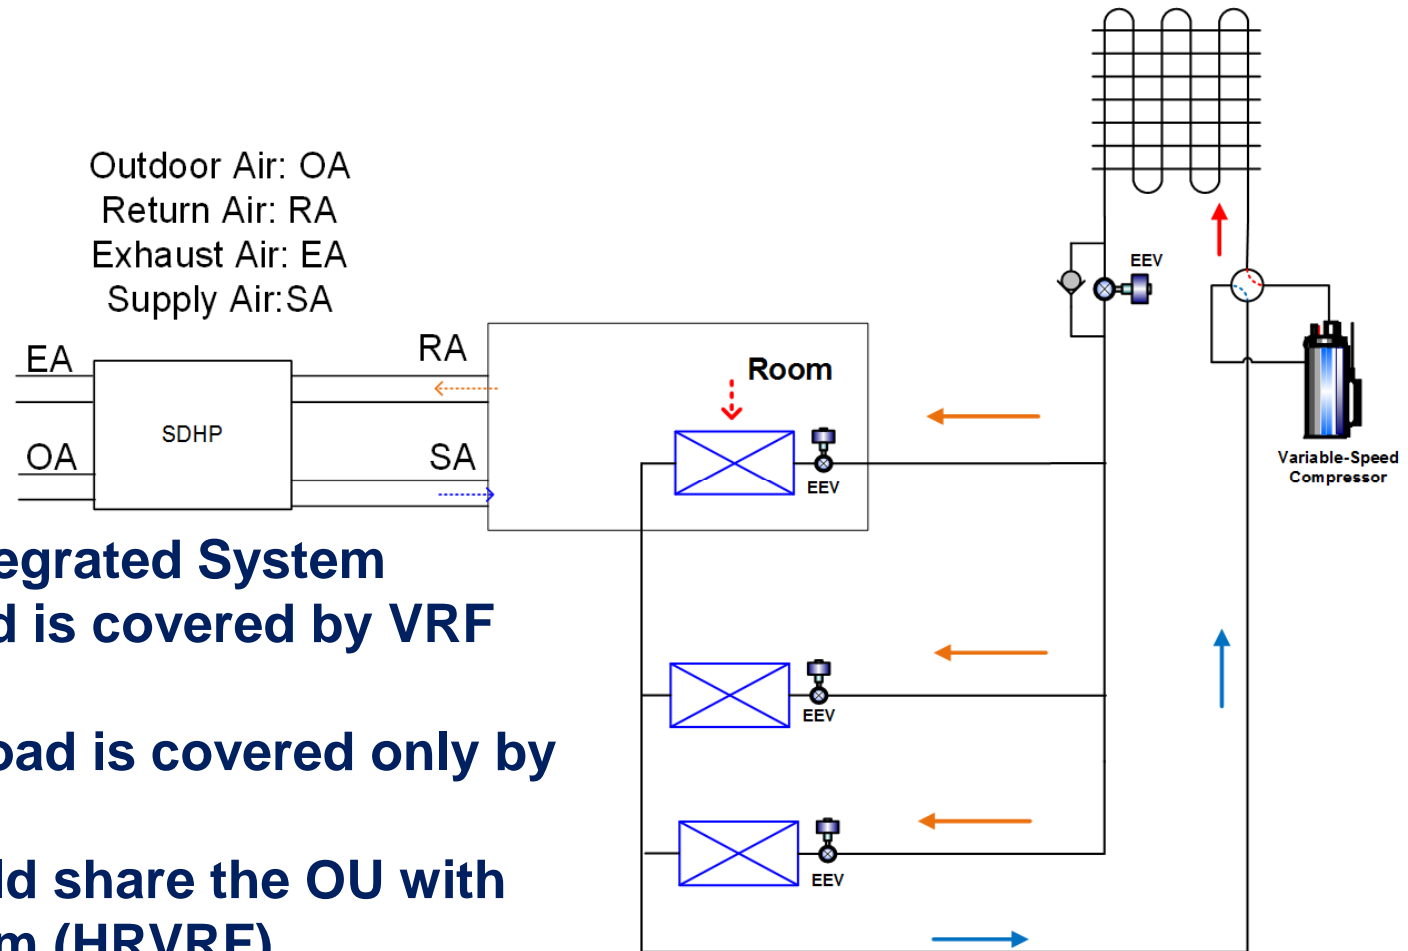 Outdoor Air: OA
Return Air: RA
Exhaust Air: EA
Supply Air:SA
EEV
EA
RA
Room
SDHP
OA
SA
EEV
Variable-Speed
Compressor
egrated System
d is covered by VRF
EEV
oad is covered only by
ld share the OU with
EEV
m (HRVRF)